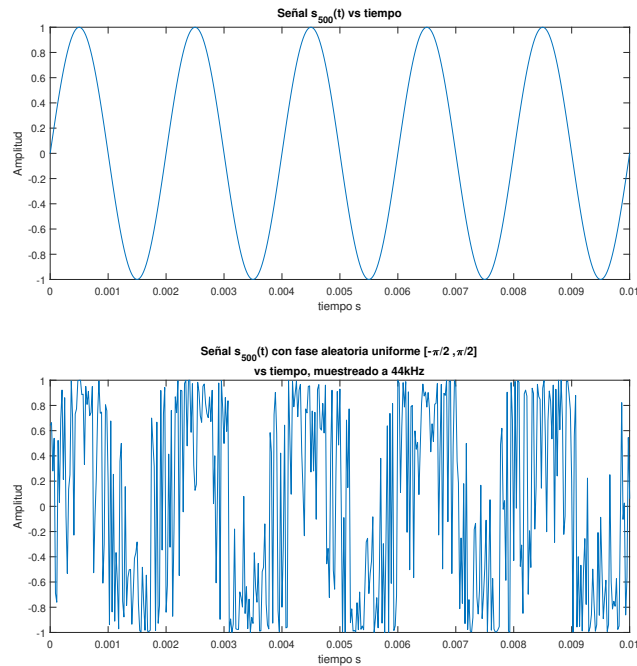 Señal s500(t) vs tiempo
Amplitud
1
0.8
0.6
0.4
0.2
0
-0.2
-0.4
-0.6
-0.8
-1
0 0.001 0.002 0.003 0.004 0.005 0.006 0.007 0.008 0.009 0.01
tiempo s
Señal s500(t) con fase aleatoria uniforme [-π/2 ,π/2]
vs tiempo, muestreado a 44kHz
Amplitud
1
0.8
0.6
0.4
0.2
0
-0.2
-0.4
-0.6
-0.8
-1
0 0.001 0.002 0.003 0.004 0.005 0.006 0.007 0.008 0.009 0.01
tiempo s